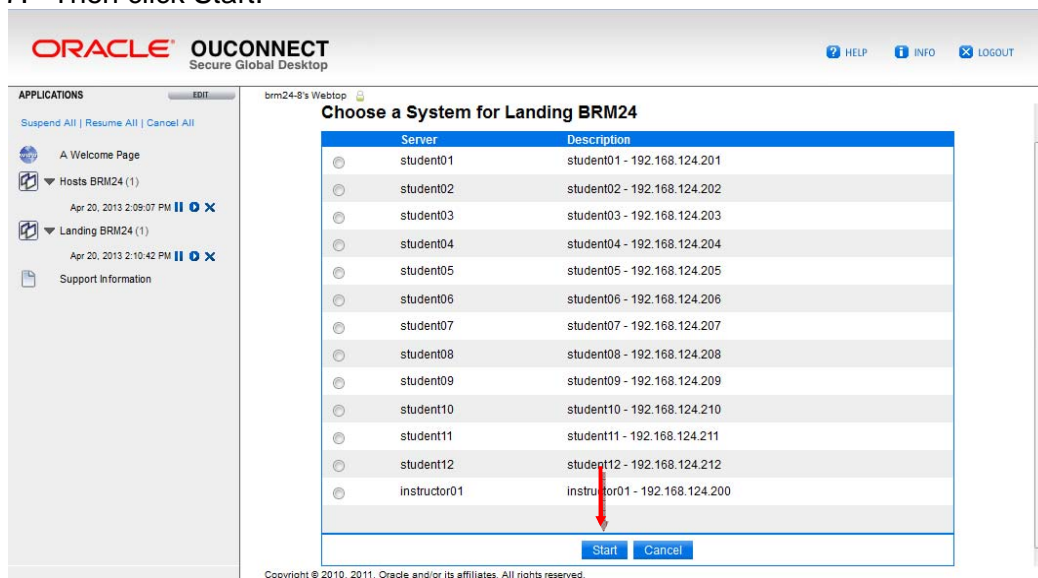 7. Then click Start.
ORACLE OUCONNECT
Secure Global Desktop
HELP INFO LOGOUT
APPLICATIONS EDIT
Suspend All | Resume All | Cancel All
A Welcome Page
Hosts BRM24 (1)
Apr 20, 2013 2:09:07 PM
Landing BRM24 (1)
Apr 20, 2013 2:10:42 PM
Support Information
brm24-8's Webtop
Choose a System for Landing BRM24
Server Description
student01 student01 - 192.168.124.201
student02 student02 - 192.168.124.202
student03 student03 - 192.168.124.203
student04 student04 - 192.168.124.204
student05 student05 - 192.168.124.205
student06 student06 - 192.168.124.206
student07 student07 - 192.168.124.207
student08 student08 - 192.168.124.208
student09 student09 - 192.168.124.209
student10 student10 - 192.168.124.210
student11 student11 - 192.168.124.211
student12 student12 - 192.168.124.212
instructor01 instructor01 - 192.168.124.200
Start Cancel
Copyright © 2010, 2011, Oracle and/or its affiliates. All rights reserved.